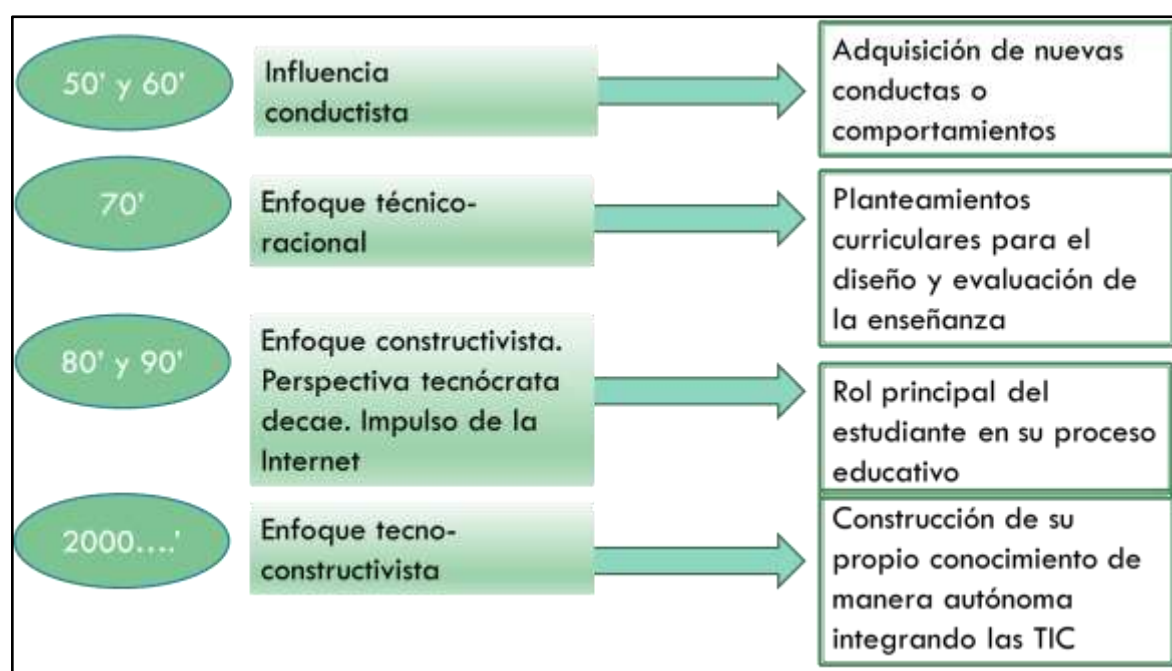 50' y 60'
Influencia
conductista
Adquisición de nuevas
conductas o
comportamientos
70'
Enfoque técnico-
racional
Planteamientos
curriculares para el
diseño y evaluación de
la enseñanza
80' y 90'
Enfoque constructivista.
Perspectiva tecnócrata
decae. Impulso de la
Internet
Rol principal del
estudiante en su proceso
educativo
2000....'
Enfoque tecno-
constructivista
Construcción de su
propio conocimiento de
manera autónoma
integrando las TIC